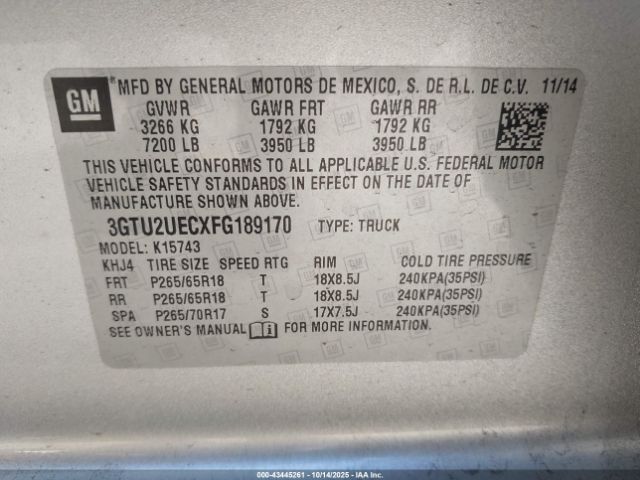 GM
MFD BY GENERAL MOTORS DE MEXICO, S. DE R.L. DE C.V. 11/14
GVWR GAWR FRT GAWR RR
3266 KG 1792 KG 1792 KG
7200 LB 3950 LB 3950 LB
THIS VEHICLE CONFORMS TO ALL APPLICABLE U.S. FEDERAL MOTOR
VEHICLE SAFETY STANDARDS IN EFFECT ON THE DATE OF
MANUFACTURE SHOWN ABOVE.
3GTU2UECXFG189170 TYPE: TRUCK
MODEL: K15743
KHJ4 TIRE SIZE SPEED RTG RIM COLD TIRE PRESSURE
FRT P265/65R18 T 18X8.5J 240KPA(35PSI)
RR P265/65R18 T 18X8.5J 240KPA(35PSI)
SPA P265/70R17 S 17X7.5J 240KPA(35PSI)
SEE OWNER'S MANUAL FOR MORE INFORMATION.
000-43445261 - 10/14/2025 - IAAI.COM